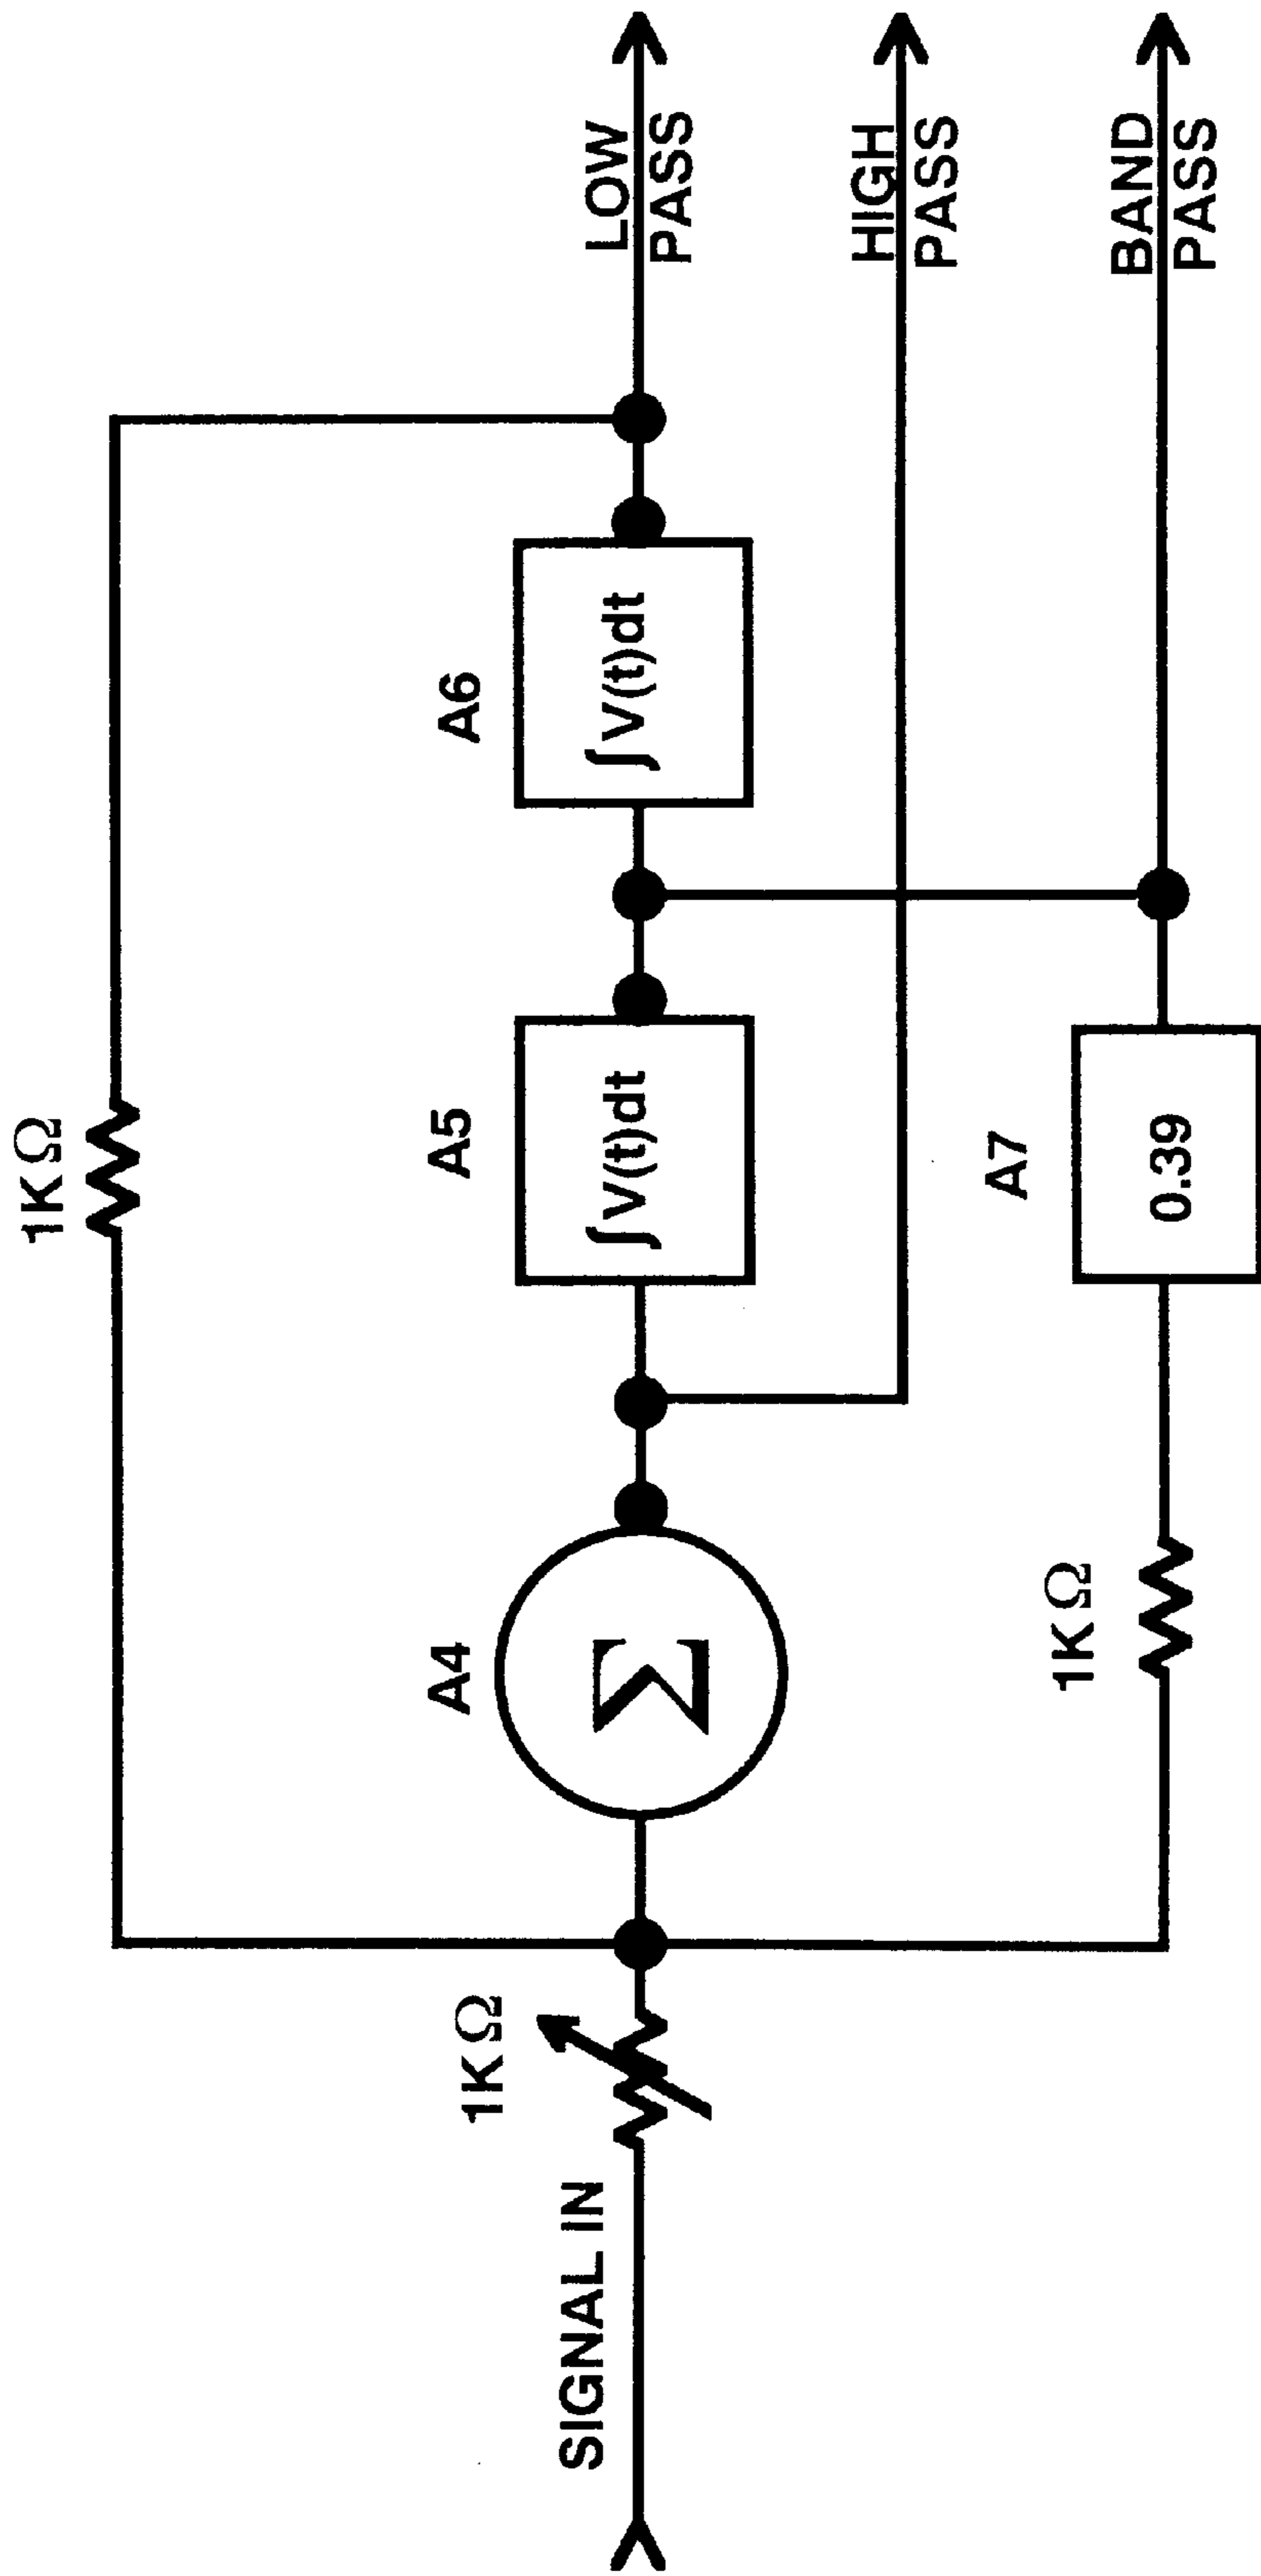 1K Ω
A6
LOW
PASS
∫V(t)dt
A5
∫V(t)dt
HIGH
PASS
A4
Σ
1K Ω
SIGNAL IN
A7
0.39
BAND
PASS
1K Ω